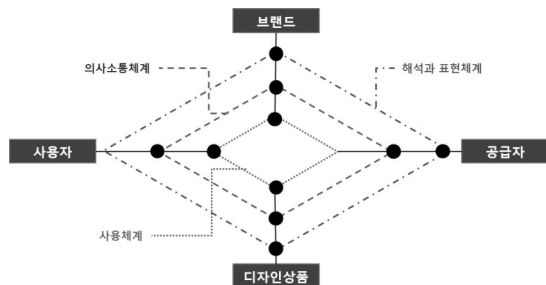 브랜드
의사소통체계
해석과 표현체계
사용자
공급자
사용체계
디자인상품